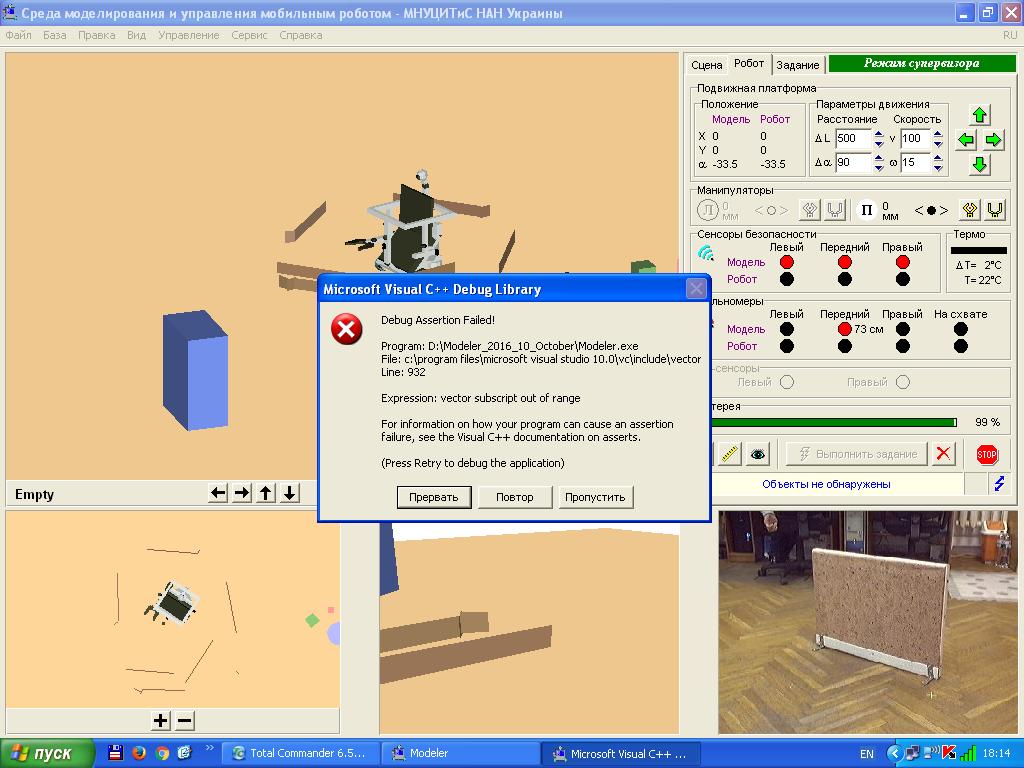 Среда моделирования и управления мобильным роботом - МНУЦИТиС НАН Украины
Файл База Правка Вид Управление Сервис Справка RU
Сцена Робот Задание Режим супервизора
Подвижная платформа
Положение
Модель Робот
X 0 0
Y 0 0
α -33.5 -33.5
Параметры движения
Расстояние Скорость
ΔL 500 v 100
Δα 90 ω 15
Манипуляторы
Л 0 мм < > П 0 мм < >
Сенсоры безопасности
Левый Передний Правый
Модель
Робот
Термо
ΔT= 2°C
T=22°C
льномеры
Левый Передний Правый На схвате
Модель 73 см
Робот
-сенсоры
Левый Правый
терея
99 %
Выполнить задание STOP
Объекты не обнаружены
Empty
Microsoft Visual C++ Debug Library
Debug Assertion Failed!
Program: D:\Modeler_2016_10_October\Modeler.exe
File: c:\program files\microsoft visual studio 10.0\vc\include\vector
Line: 932
Expression: vector subscript out of range
For information on how your program can cause an assertion
failure, see the Visual C++ documentation on asserts.
(Press Retry to debug the application)
Прервать Повтор Пропустить
пуск » Total Commander 6.5... Modeler Microsoft Visual C++ ... EN 18:14